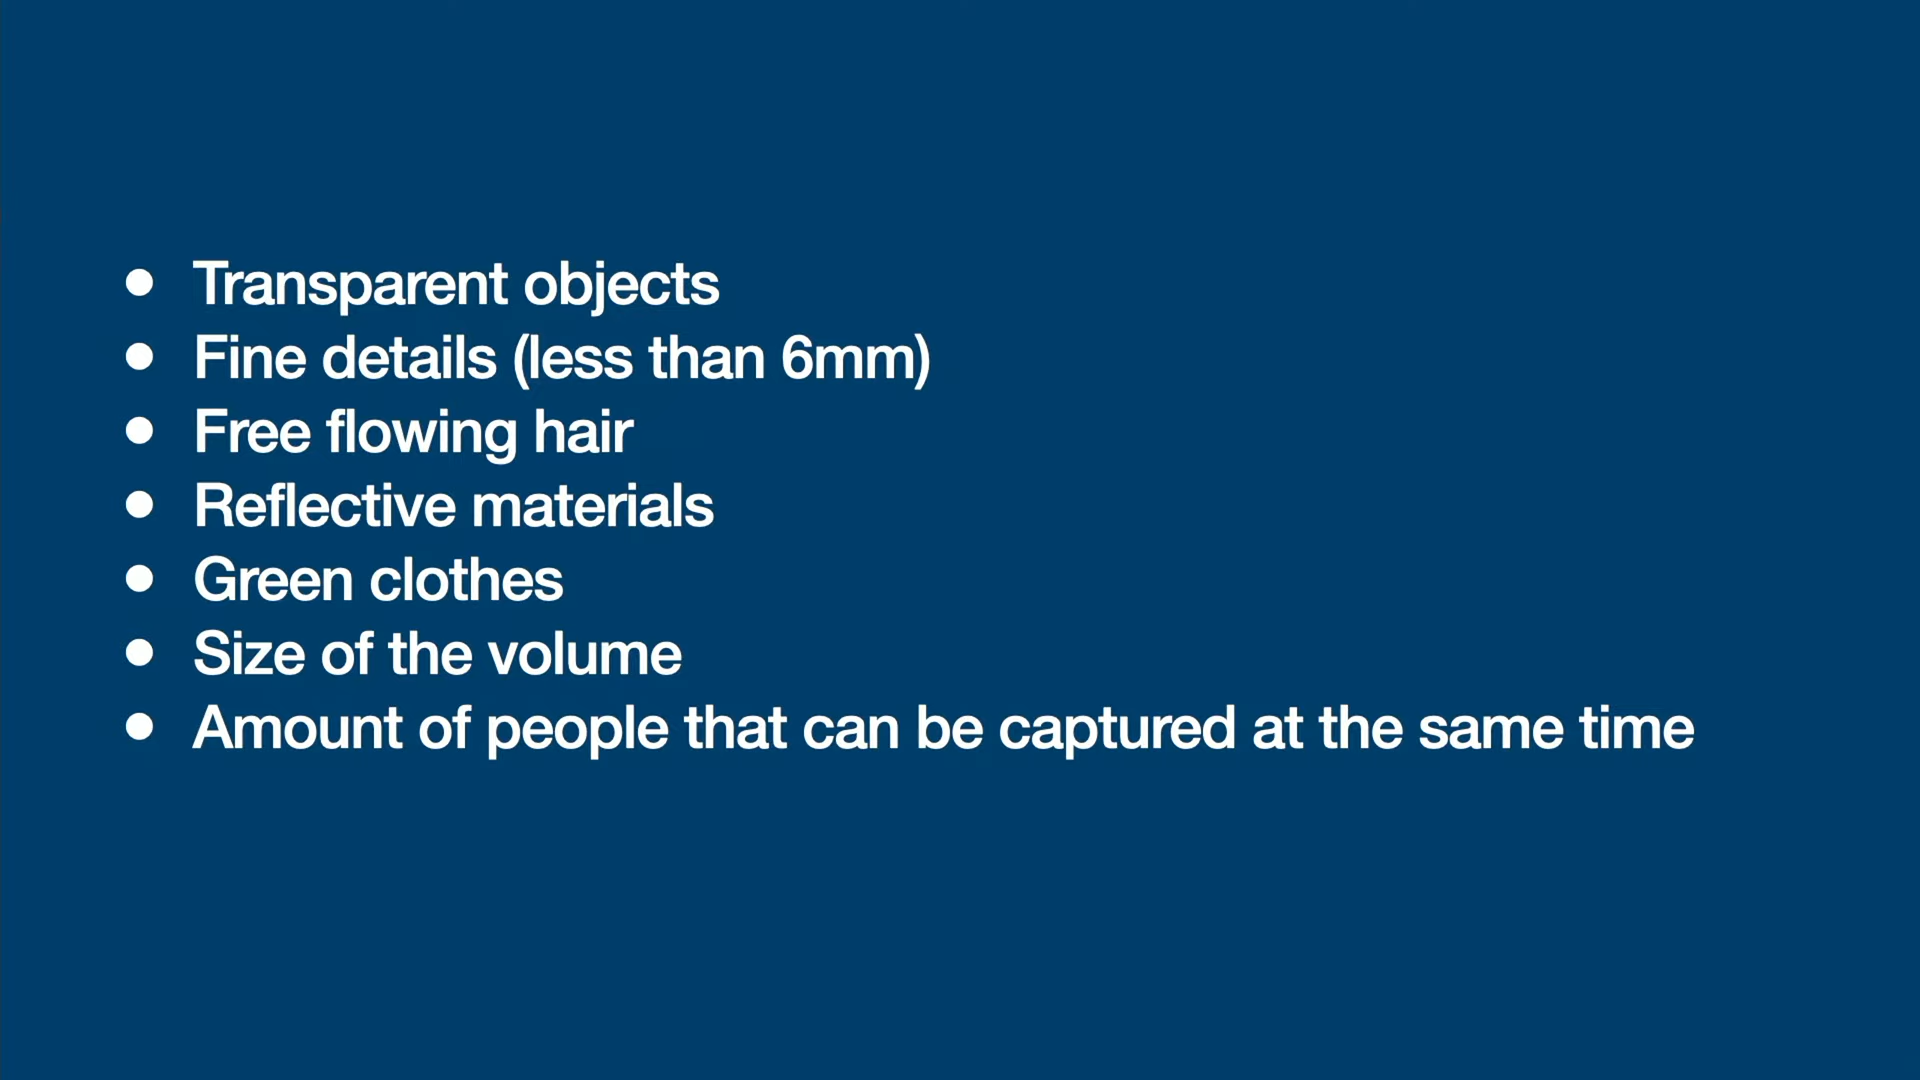 ● Transparent objects
● Fine details (less than 6mm)
● Free flowing hair
● Reflective materials
● Green clothes
● Size of the volume
● Amount of people that can be captured at the same time